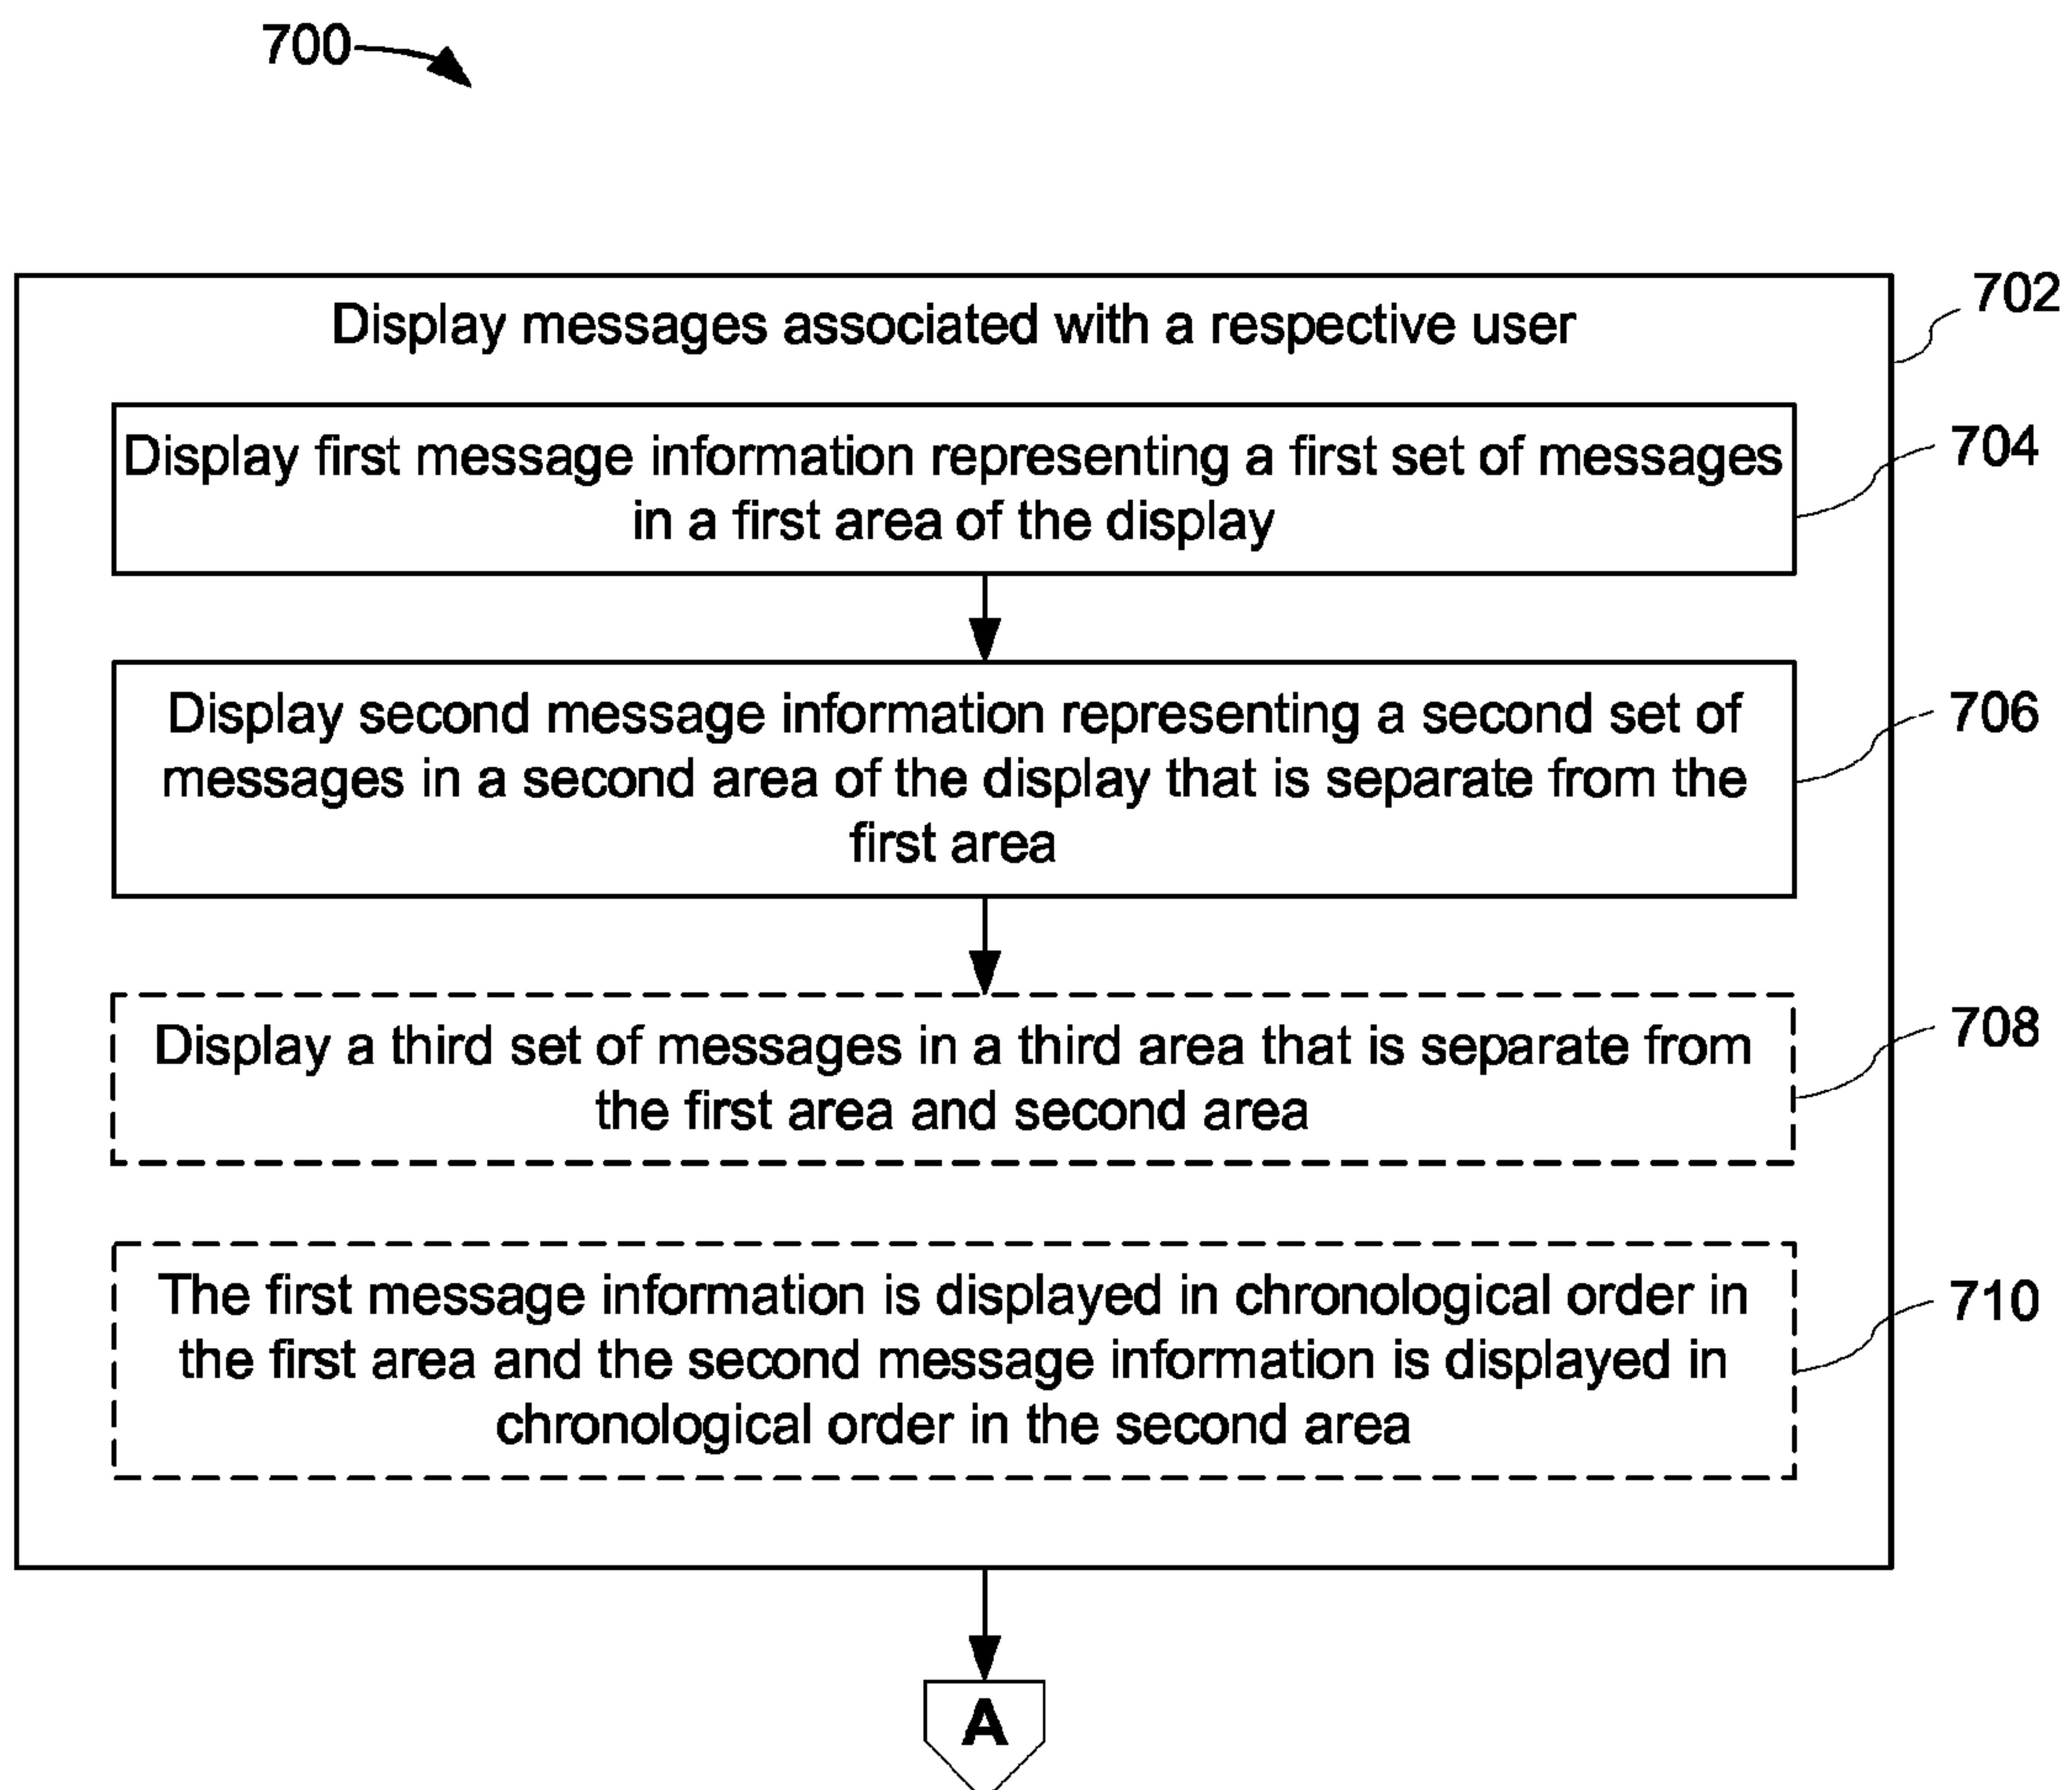 700
Display messages associated with a respective user
702
Display first message information representing a first set of messages
in a first area of the display
704
Display second message information representing a second set of
messages in a second area of the display that is separate from the
first area
706
Display a third set of messages in a third area that is separate from
the first area and second area
708
The first message information is displayed in chronological order in
the first area and the second message information is displayed in
chronological order in the second area
710
A